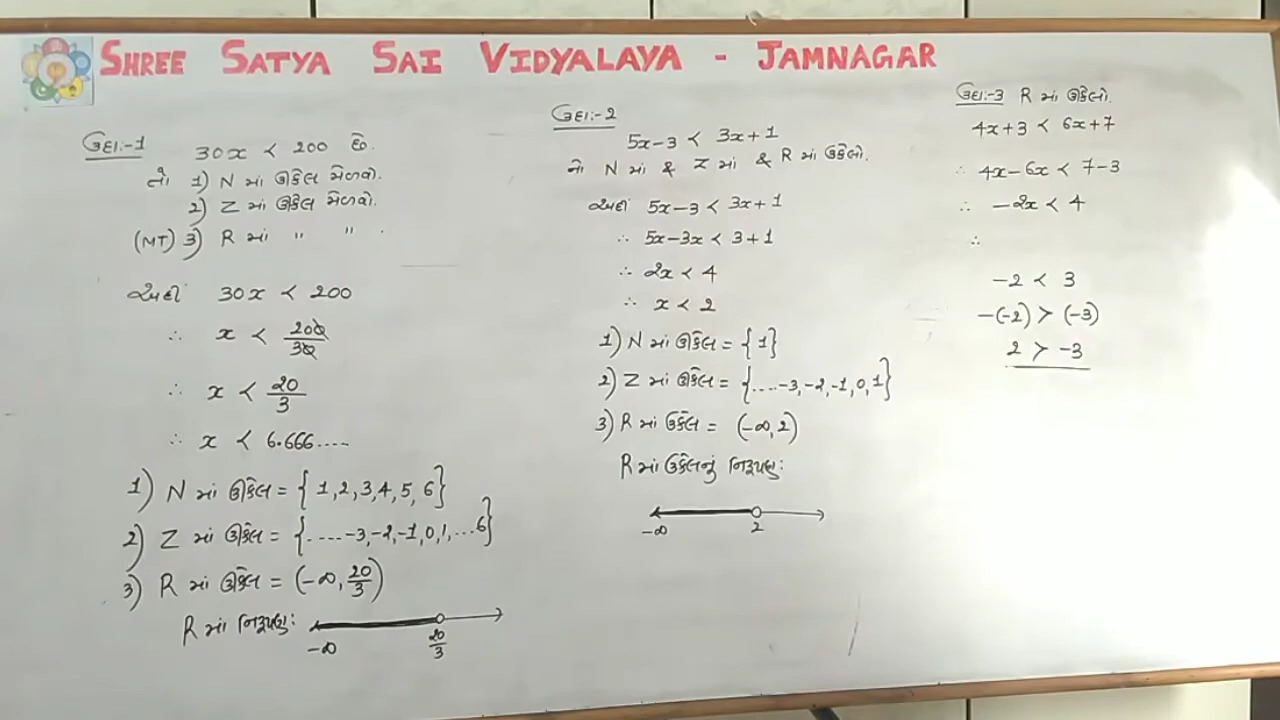 SHREE SATYA SAI VIDYALAYA - JAMNAGAR
ઉદા:-1
30x < 200 છે.
તો 1) N માં ઉકેલ મેળવો.
2) Z માં ઉકેલ મેળવો.
(MT) 3) R માં " " .
અહીં 30x < 200
∴ x < 200/30
∴ x < 20/3
∴ x < 6.666.....
1) N માં ઉકેલ = {1,2,3,4,5,6}
2) Z માં ઉકેલ = {.....-3,-2,-1,0,1,...6}
3) R માં ઉકેલ = (-∞, 20/3)
R માં નિરૂપણ:
-∞ 20/3
ઉદા:-2
5x-3 < 3x+1
નો N માં & Z માં & R માં ઉકેલો.
અહીં 5x-3 < 3x+1
∴ 5x-3x < 3+1
∴ 2x < 4
∴ x < 2
1) N માં ઉકેલ = {1}
2) Z માં ઉકેલ = {.....-3,-2,-1,0,1}
3) R માં ઉકેલ = (-∞,2)
R માં ઉકેલનું નિરૂપણ:
-∞ 2
ઉદા:-3 R માં ઉકેલો.
4x+3 < 6x+7
∴ 4x-6x < 7-3
∴ -2x < 4
∴
-2 < 3
-(-2) > (-3)
2 > -3